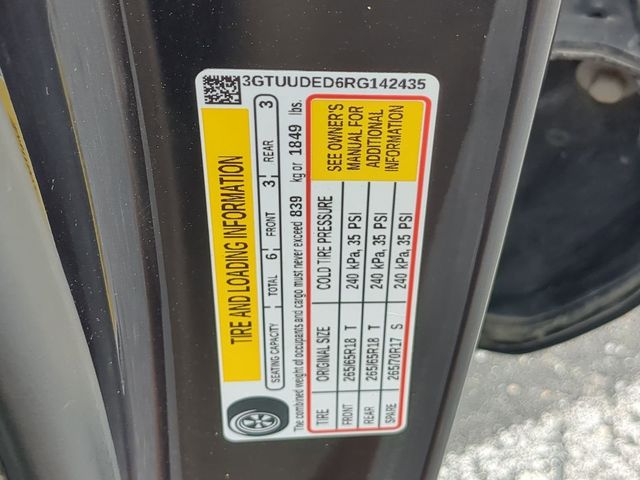 3GTUUDED6RG142435
TIRE AND LOADING INFORMATION
SEATING CAPACITY TOTAL 6 FRONT 3 REAR 3
The combined weight of occupants and cargo must never exceed 839 kg or 1849 lbs.
TIRE ORIGINAL SIZE COLD TIRE PRESSURE
FRONT 265/65R18 T 240 kPa, 35 PSI
REAR 265/65R18 T 240 kPa, 35 PSI
SPARE 265/70R17 S 240 kPa, 35 PSI
SEE OWNER'S
MANUAL FOR
ADDITIONAL
INFORMATION